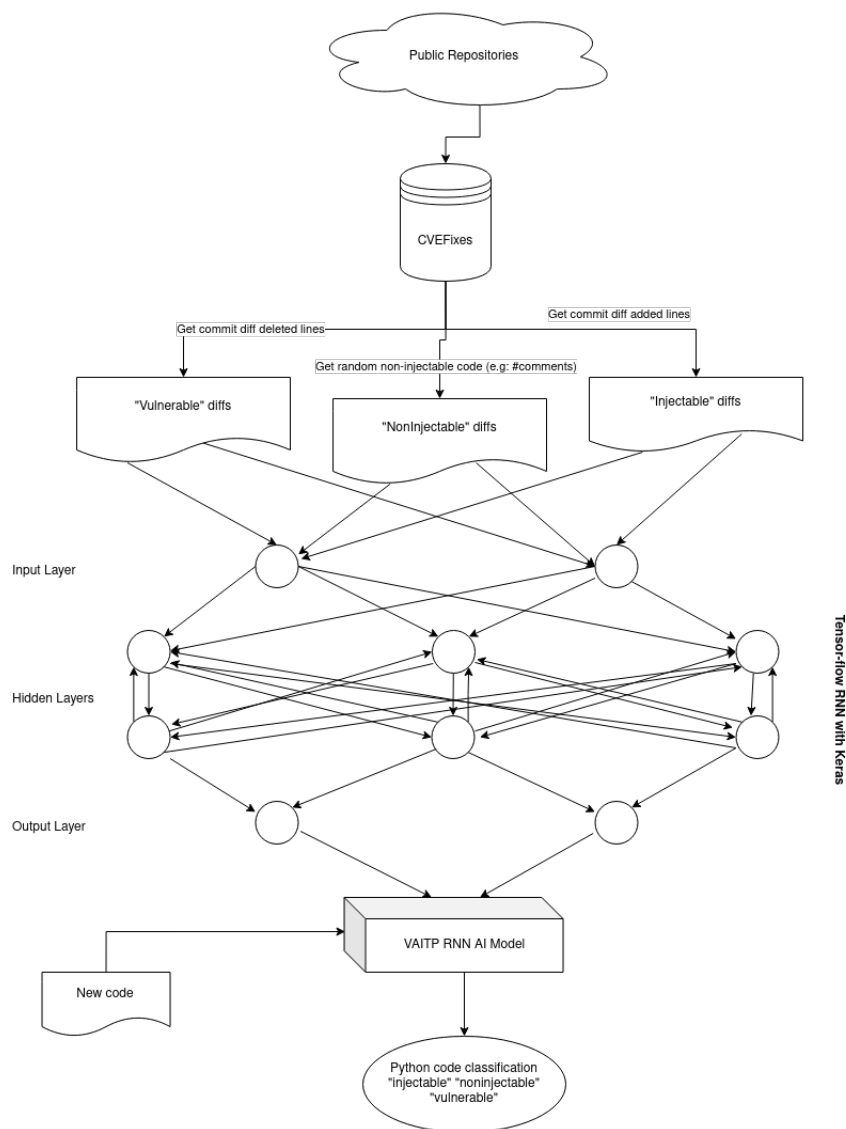 Public Repositories
CVEFixes
Get commit diff added lines
Get commit diff deleted lines
Get random non-injectable code (e.g: #comments)
"Vulnerable" diffs
"NonInjectable" diffs
"Injectable" diffs
Input Layer
Hidden Layers
Output Layer
Tensor-flow RNN with Keras
VAITP RNN AI Model
New code
Python code classification
"injectable" "noninjectable"
"vulnerable"